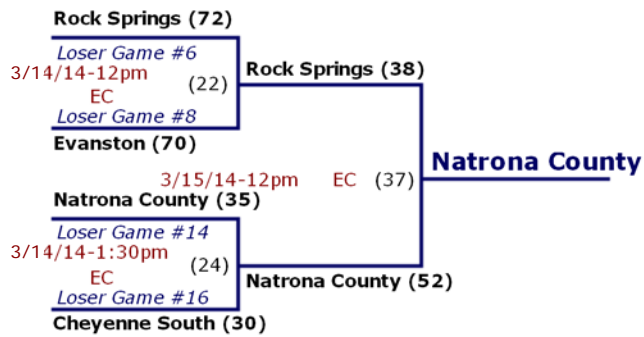 Rock Springs (72)
Loser Game #6
3/14/14-12pm
(22)
EC
Loser Game #8
Evanston (70)
Rock Springs (38)
3/15/14-12pm EC (37)
Natrona County
Natrona County (35)
Loser Game #14
3/14/14-1:30pm
(24)
EC
Loser Game #16
Cheyenne South (30)
Natrona County (52)